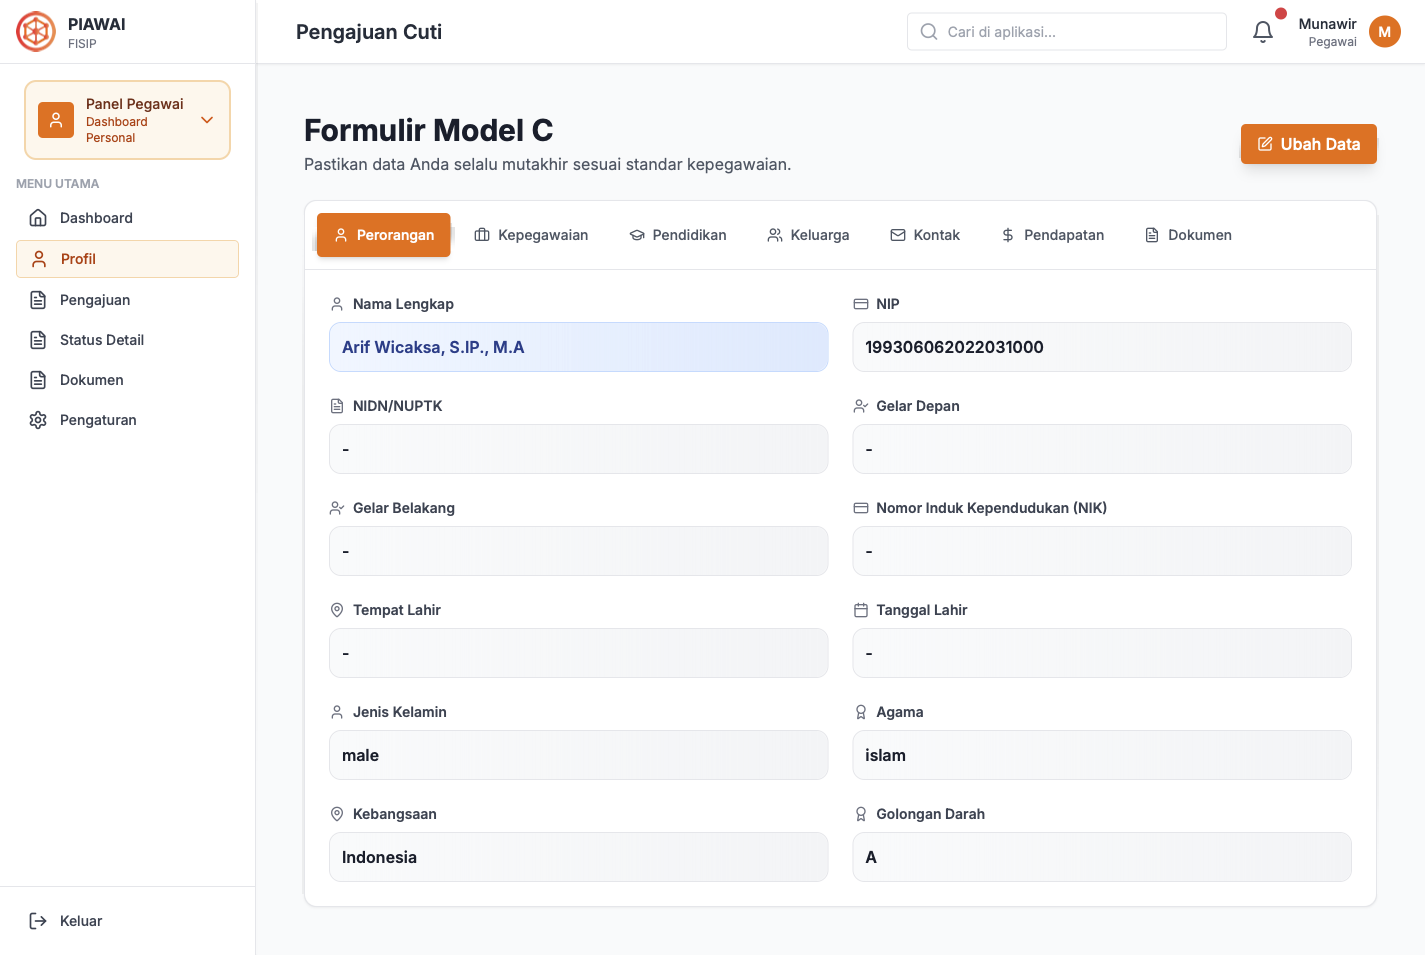 PIAWAI
FISIP
Pengajuan Cuti
Cari di aplikasi...
Munawir
Pegawai
M
Panel Pegawai
Dashboard
Personal
MENU UTAMA
Dashboard
Profil
Pengajuan
Status Detail
Dokumen
Pengaturan
Keluar
Formulir Model C
Pastikan data Anda selalu mutakhir sesuai standar kepegawaian.
Ubah Data
Perorangan
Kepegawaian
Pendidikan
Keluarga
Kontak
Pendapatan
Dokumen
Nama Lengkap
Arif Wicaksa, S.IP., M.A
NIP
199306062022031000
NIDN/NUPTK
-
Gelar Depan
-
Gelar Belakang
-
Nomor Induk Kependudukan (NIK)
-
Tempat Lahir
-
Tanggal Lahir
-
Jenis Kelamin
male
Agama
islam
Kebangsaan
Indonesia
Golongan Darah
A